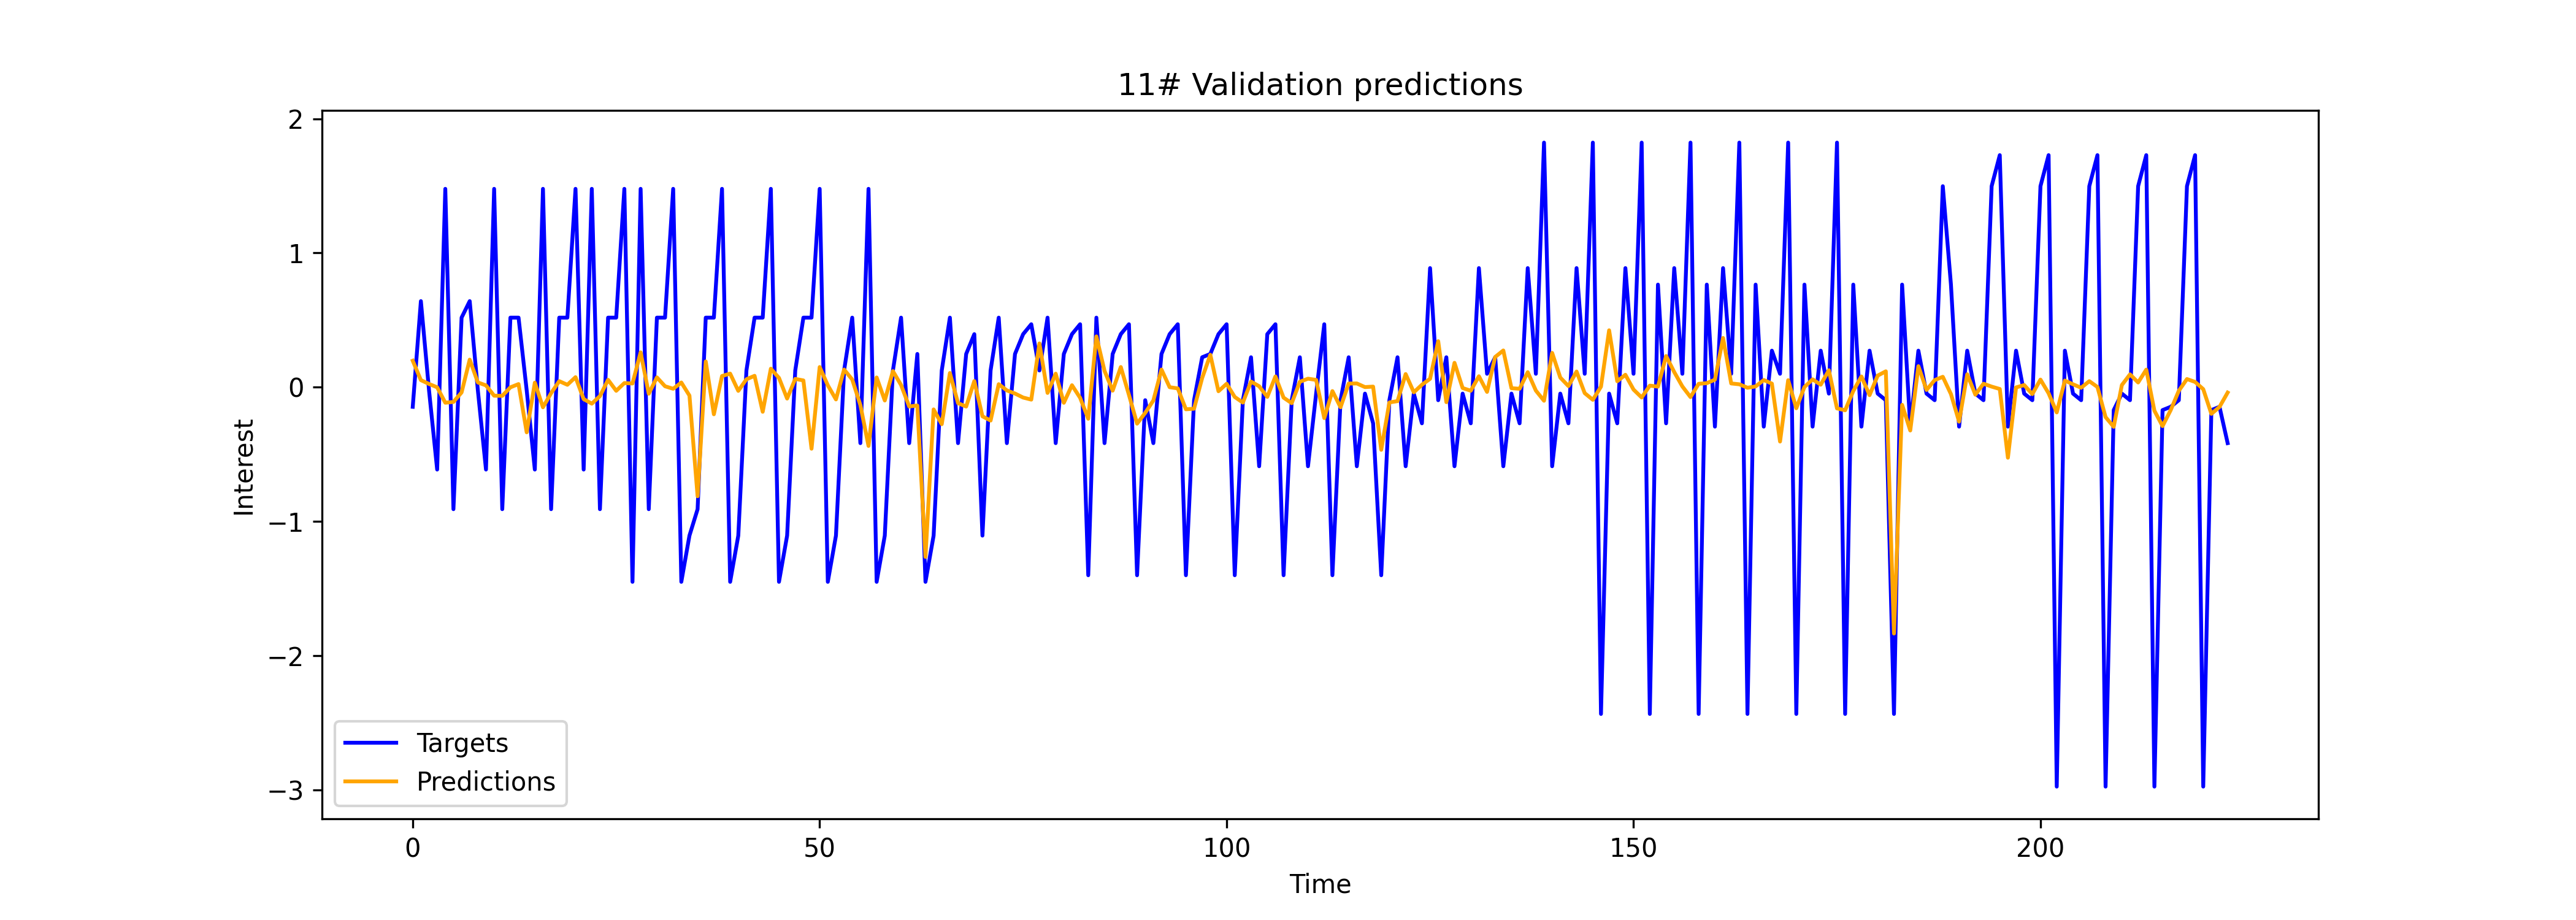 11# Validation predictions
Interest
2
1
0
−1
−2
−3
Targets
Predictions
0
50
100
150
200
Time